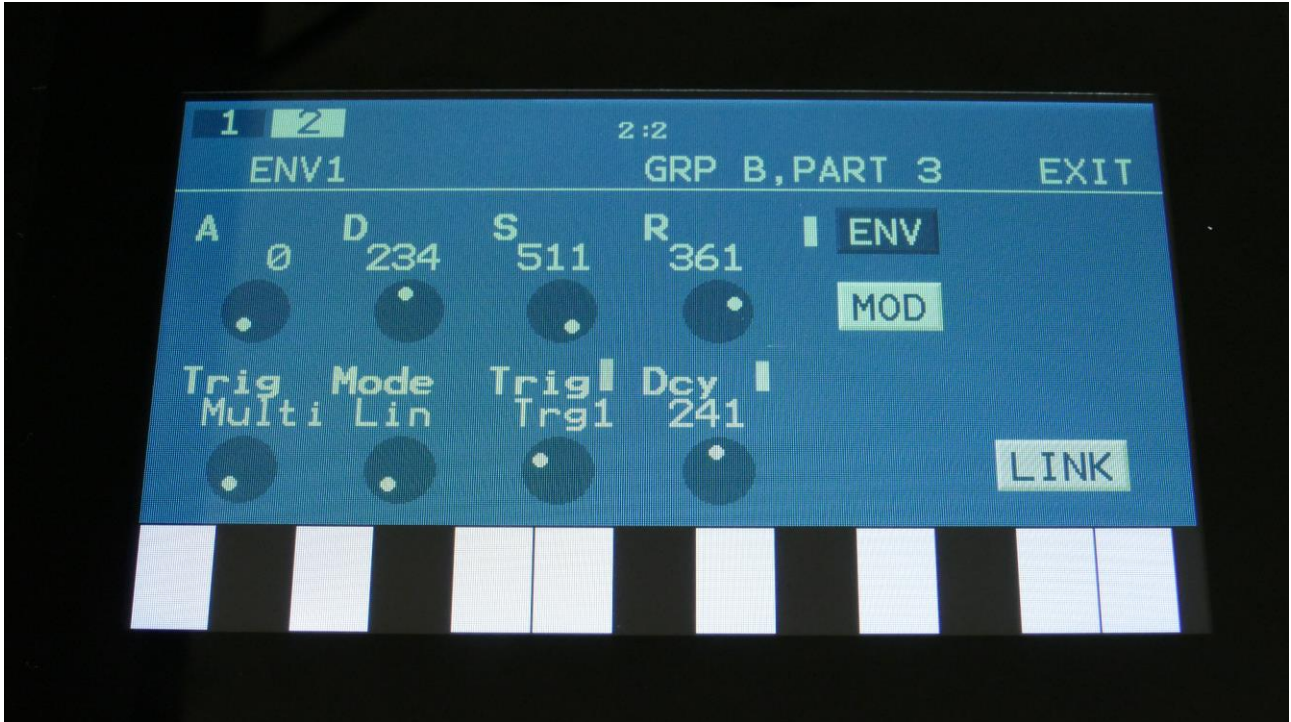 1 2 2:2
ENV1 GRP B,PART 3 EXIT
A D S R ENV
0 234 511 361
MOD
Trig Mode Trig Dcy
Multi Lin Trg1 241
LINK